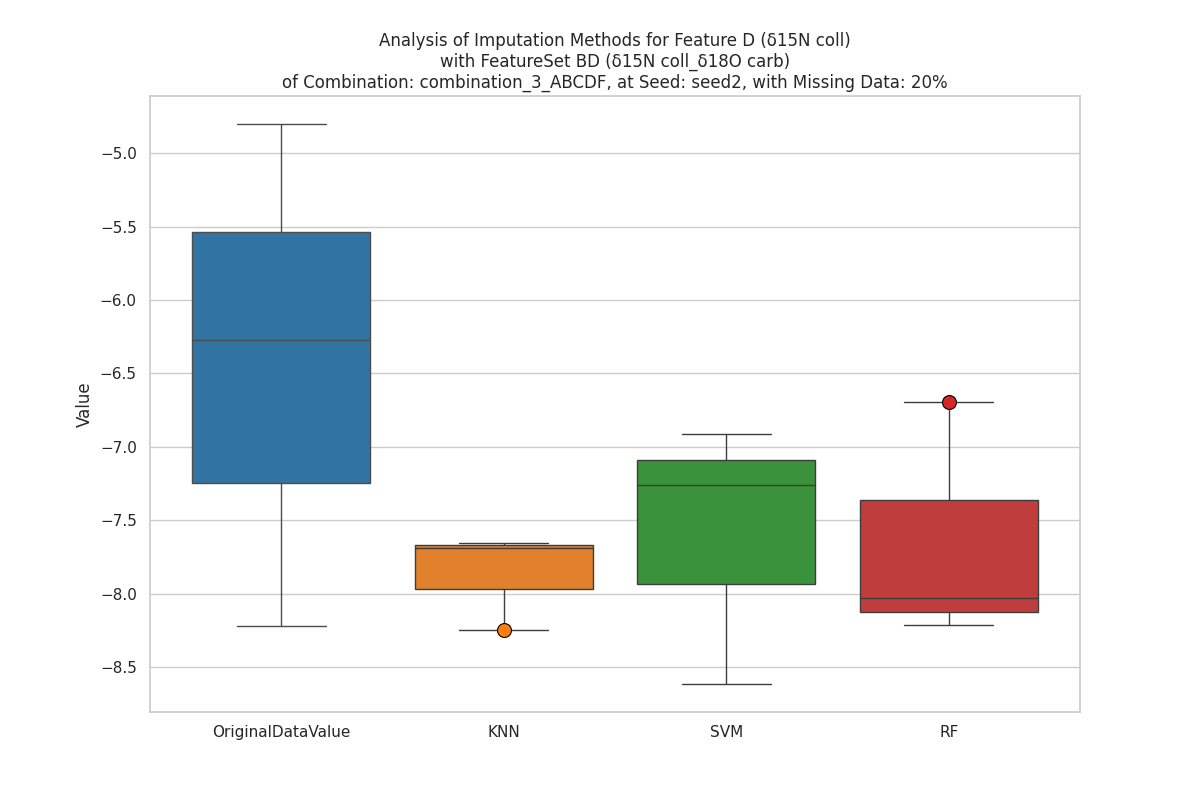 Analysis of Imputation Methods for Feature D (δ15N coll)
with FeatureSet BD (δ15N coll_δ18O carb)
of Combination: combination_3_ABCDF, at Seed: seed2, with Missing Data: 20%
Value
−5.0
−5.5
−6.0
−6.5
−7.0
−7.5
−8.0
−8.5
OriginalDataValue KNN SVM RF